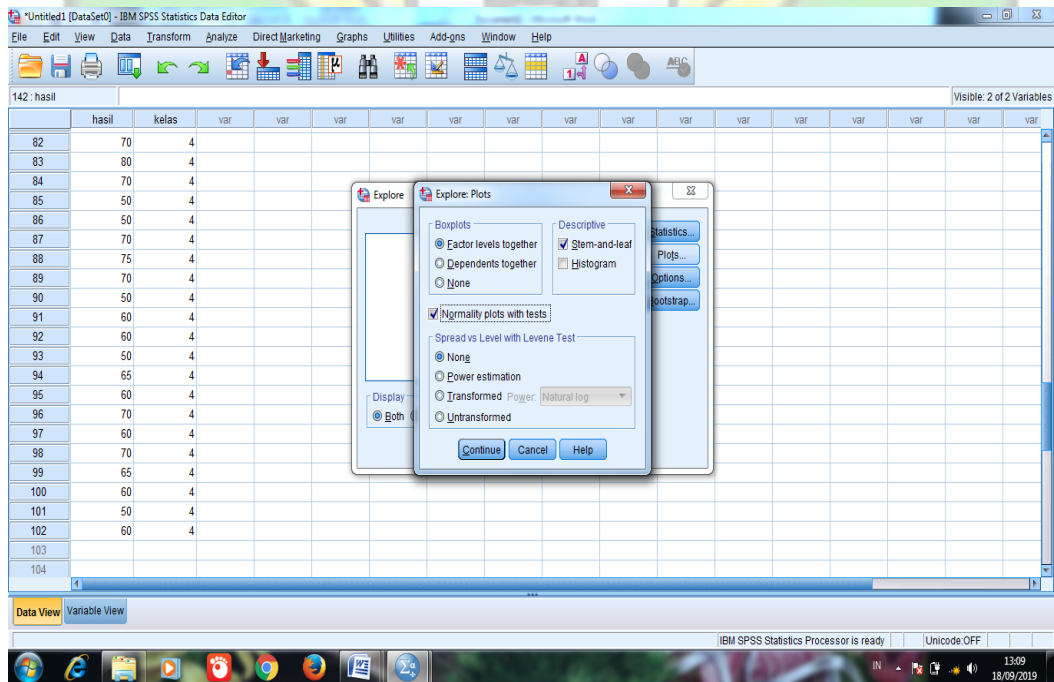 *Untitled1 [DataSet0] - IBM SPSS Statistics Data Editor
File Edit View Data Transform Analyze Direct Marketing Graphs Utilities Add-ons Window Help
142 : hasil Visible: 2 of 2 Variables
hasil kelas var var var var var var var var var var var var var var var
82 70 4
83 80 4
84 70 4
85 50 4
86 50 4
87 70 4
88 75 4
89 70 4
90 50 4
91 60 4
92 60 4
93 50 4
94 65 4
95 60 4
96 70 4
97 60 4
98 70 4
99 65 4
100 60 4
101 50 4
102 60 4
103
104
Explore
Statistics...
Plots...
Options...
Bootstrap...
Display
Both
Explore: Plots
Boxplots
Factor levels together
Dependents together
None
Descriptive
Stem-and-leaf
Histogram
Normality plots with tests
Spread vs Level with Levene Test
None
Power estimation
Transformed Power: Natural log
Untransformed
Continue Cancel Help
Data View Variable View
IBM SPSS Statistics Processor is ready Unicode:OFF
IN 13:09
18/09/2019